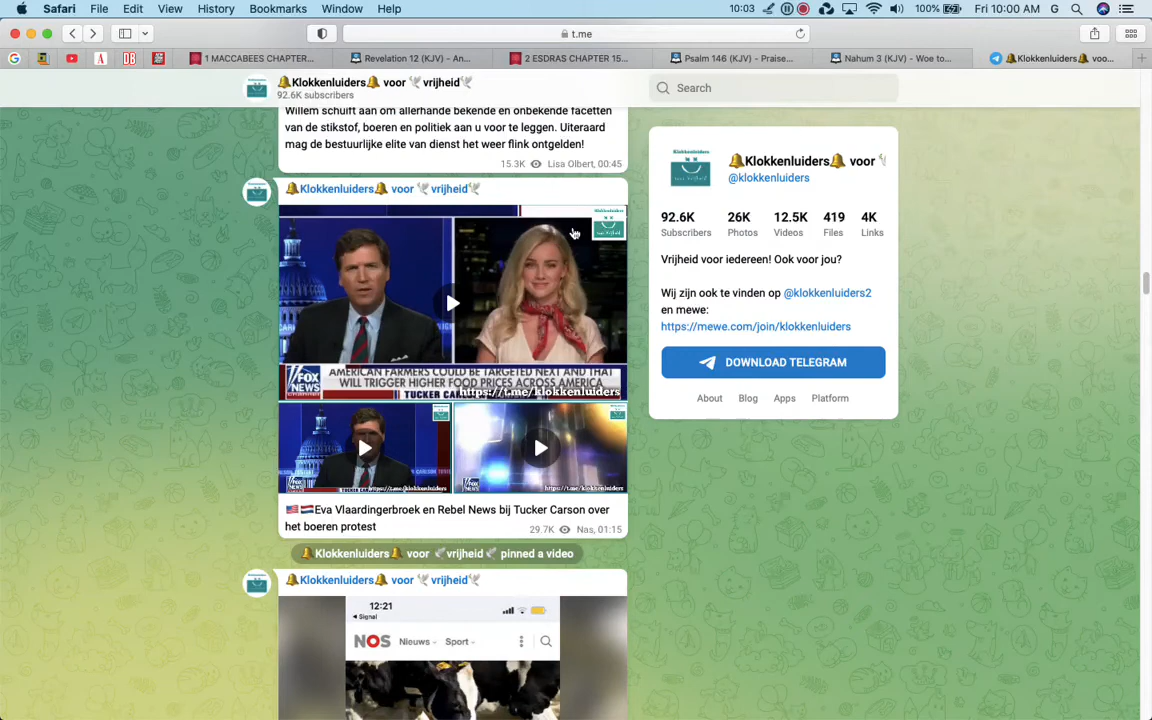 Safari File Edit View History Bookmarks Window Help 10:03 100% Fri 10:00 AM G
t.me
1 MACCABEES CHAPTER... Revelation 12 (KJV) - An... 2 ESDRAS CHAPTER 15... Psalm 146 (KJV) - Praise... Nahum 3 (KJV) - Woe to... 🔔Klokkenluiders🔔 voo...
🔔Klokkenluiders🔔 voor 🕊️vrijheid🕊️
92.6K subscribers
Search
Willem schuift aan om allerhande bekende en onbekende facetten
van de stikstof, boeren en politiek aan u voor te leggen. Uiteraard
mag de bestuurlijke elite van dienst het weer flink ontgelden!
15.3K Lisa Olbert, 00:45
🔔Klokkenluiders🔔 voor 🕊️vrijheid🕊️
FOX
NEWS
AMERICAN FARMERS COULD BE TARGETED NEXT AND THAT
WILL TRIGGER HIGHER FOOD PRICES ACROSS AMERICA
https://t.me/klokkenluiders
https://t.me/klokkenluiders
https://t.me/klokkenluiders
🇺🇸🇳🇱Eva Vlaardingerbroek en Rebel News bij Tucker Carson over
het boeren protest
29.7K Nas, 01:15
🔔Klokkenluiders🔔 voor 🕊️vrijheid🕊️ pinned a video
🔔Klokkenluiders🔔 voor 🕊️vrijheid🕊️
12:21
Signal
NOS Nieuws Sport
🔔Klokkenluiders🔔 voor
@klokkenluiders
92.6K 26K 12.5K 419 4K
Subscribers Photos Videos Files Links
Vrijheid voor iedereen! Ook voor jou?
Wij zijn ook te vinden op @klokkenluiders2
en mewe:
https://mewe.com/join/klokkenluiders
DOWNLOAD TELEGRAM
About Blog Apps Platform